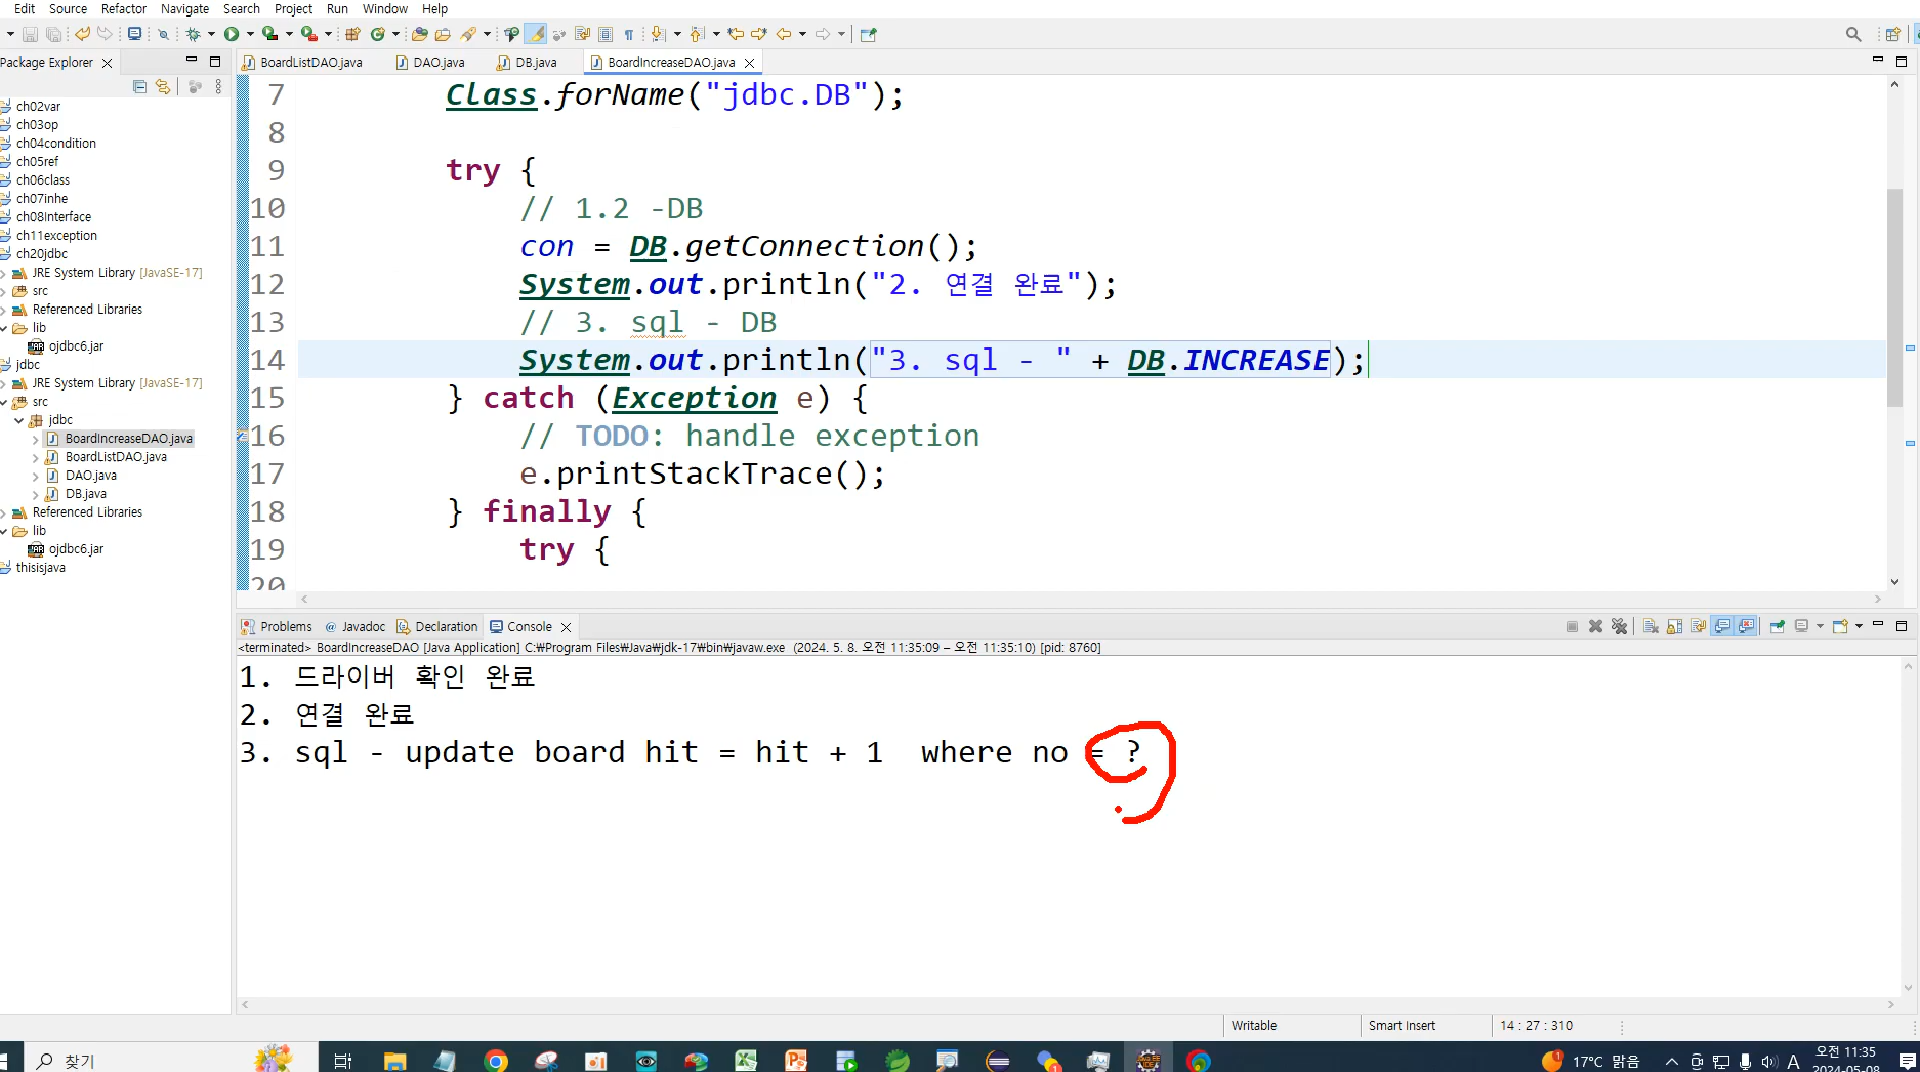 Edit Source Refactor Navigate Search Project Run Window Help
Package Explorer
BoardListDAO.java DAO.java DB.java BoardIncreaseDAO.java
ch02var
ch03op
ch04condition
ch05ref
ch06class
ch07inhe
ch08Interface
ch11exception
ch20jdbc
JRE System Library [JavaSE-17]
src
Referenced Libraries
lib
ojdbc6.jar
jdbc
JRE System Library [JavaSE-17]
src
jdbc
BoardIncreaseDAO.java
BoardListDAO.java
DAO.java
DB.java
Referenced Libraries
lib
ojdbc6.jar
thisisjava
7 Class.forName("jdbc.DB");
8
9 try {
10 // 1.2 -DB
11 con = DB.getConnection();
12 System.out.println("2. 연결 완료");
13 // 3. sql - DB
14 System.out.println("3. sql - " + DB.INCREASE);
15 } catch (Exception e) {
16 // TODO: handle exception
17 e.printStackTrace();
18 } finally {
19 try {
20
Problems @ Javadoc Declaration Console
<terminated> BoardIncreaseDAO [Java Application] C:₩Program Files₩Java₩jdk-17₩bin₩javaw.exe (2024. 5. 8. 오전 11:35:09 – 오전 11:35:10) [pid: 8760]
1. 드라이버 확인 완료
2. 연결 완료
3. sql - update board hit = hit + 1  where no = ?
Writable Smart Insert 14 : 27 : 310
찾기
17°C 맑음 A 오전 11:35
2024-05-08